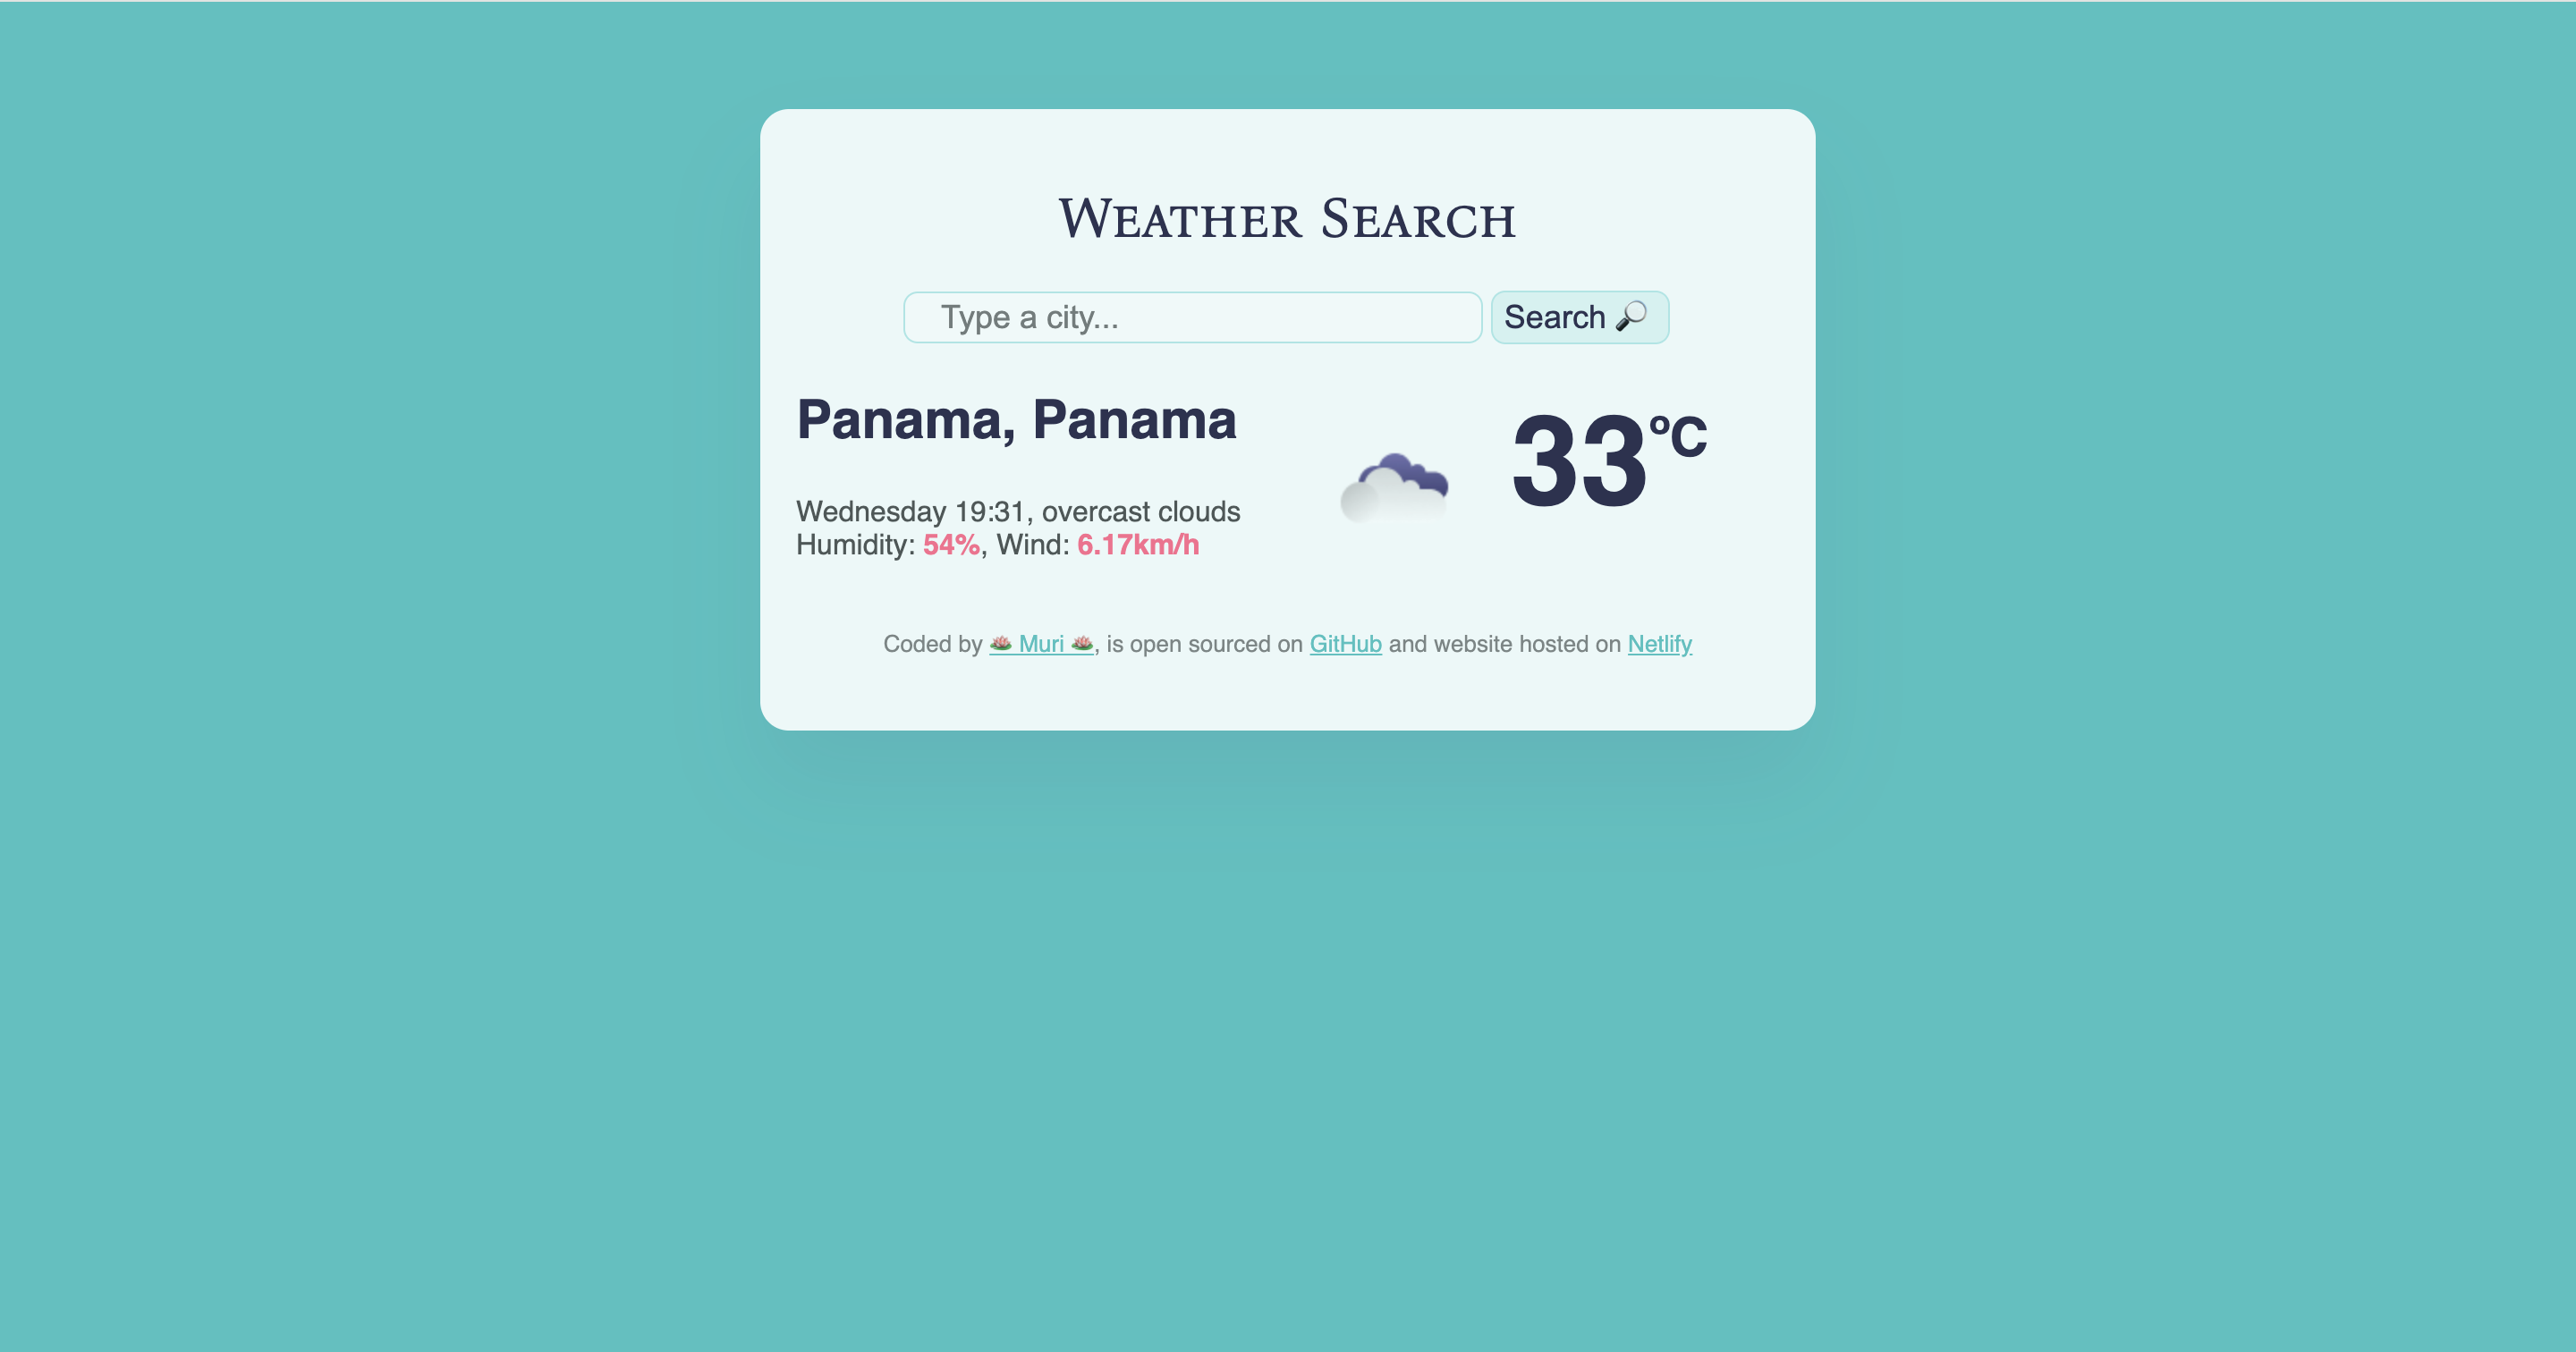 Weather Search
Type a city...
Search 🔎
Panama, Panama
33°C
Wednesday 19:31, overcast clouds
Humidity: 54%, Wind: 6.17km/h
Coded by 🪷 Muri 🪷, is open sourced on GitHub and website hosted on Netlify